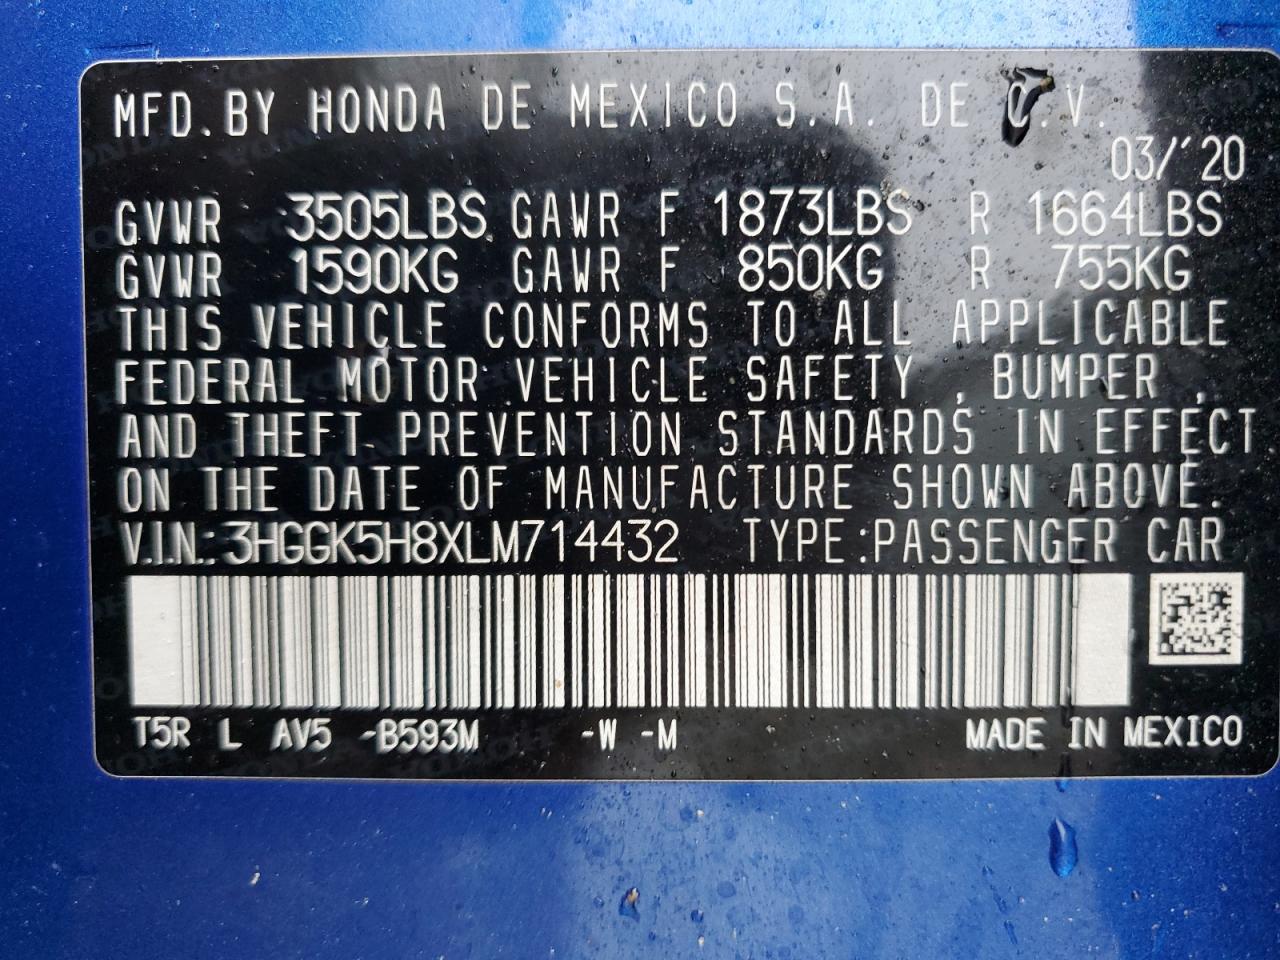 MFD.BY HONDA DE MEXICO S.A. DE C.V.
03/'20
GVWR 3505LBS GAWR F 1873LBS R 1664LBS
GVWR 1590KG GAWR F 850KG R 755KG
THIS VEHICLE CONFORMS TO ALL APPLICABLE
FEDERAL MOTOR VEHICLE SAFETY , BUMPER ,
AND THEFT PREVENTION STANDARDS IN EFFECT
ON THE DATE OF MANUFACTURE SHOWN ABOVE.
V.I.N.: 3HGGK5H8XLM714432 TYPE:PASSENGER CAR
T5R L AV5 -B593M -W -M MADE IN MEXICO